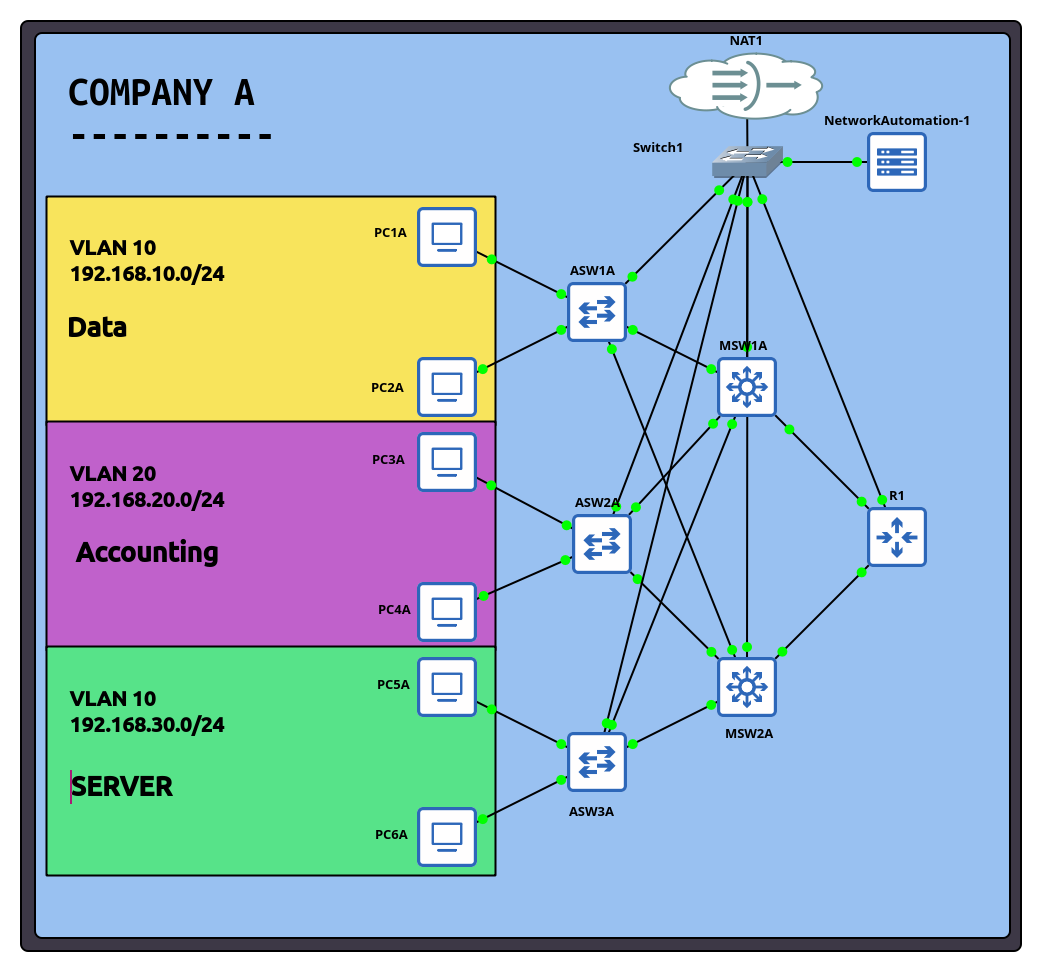 NAT1
COMPANY A
----------
NetworkAutomation-1
Switch1
PC1A
VLAN 10
192.168.10.0/24
Data
ASW1A
MSW1A
PC2A
PC3A
VLAN 20
192.168.20.0/24
ASW2A
R1
Accounting
PC4A
PC5A
VLAN 10
192.168.30.0/24
MSW2A
SERVER
ASW3A
PC6A